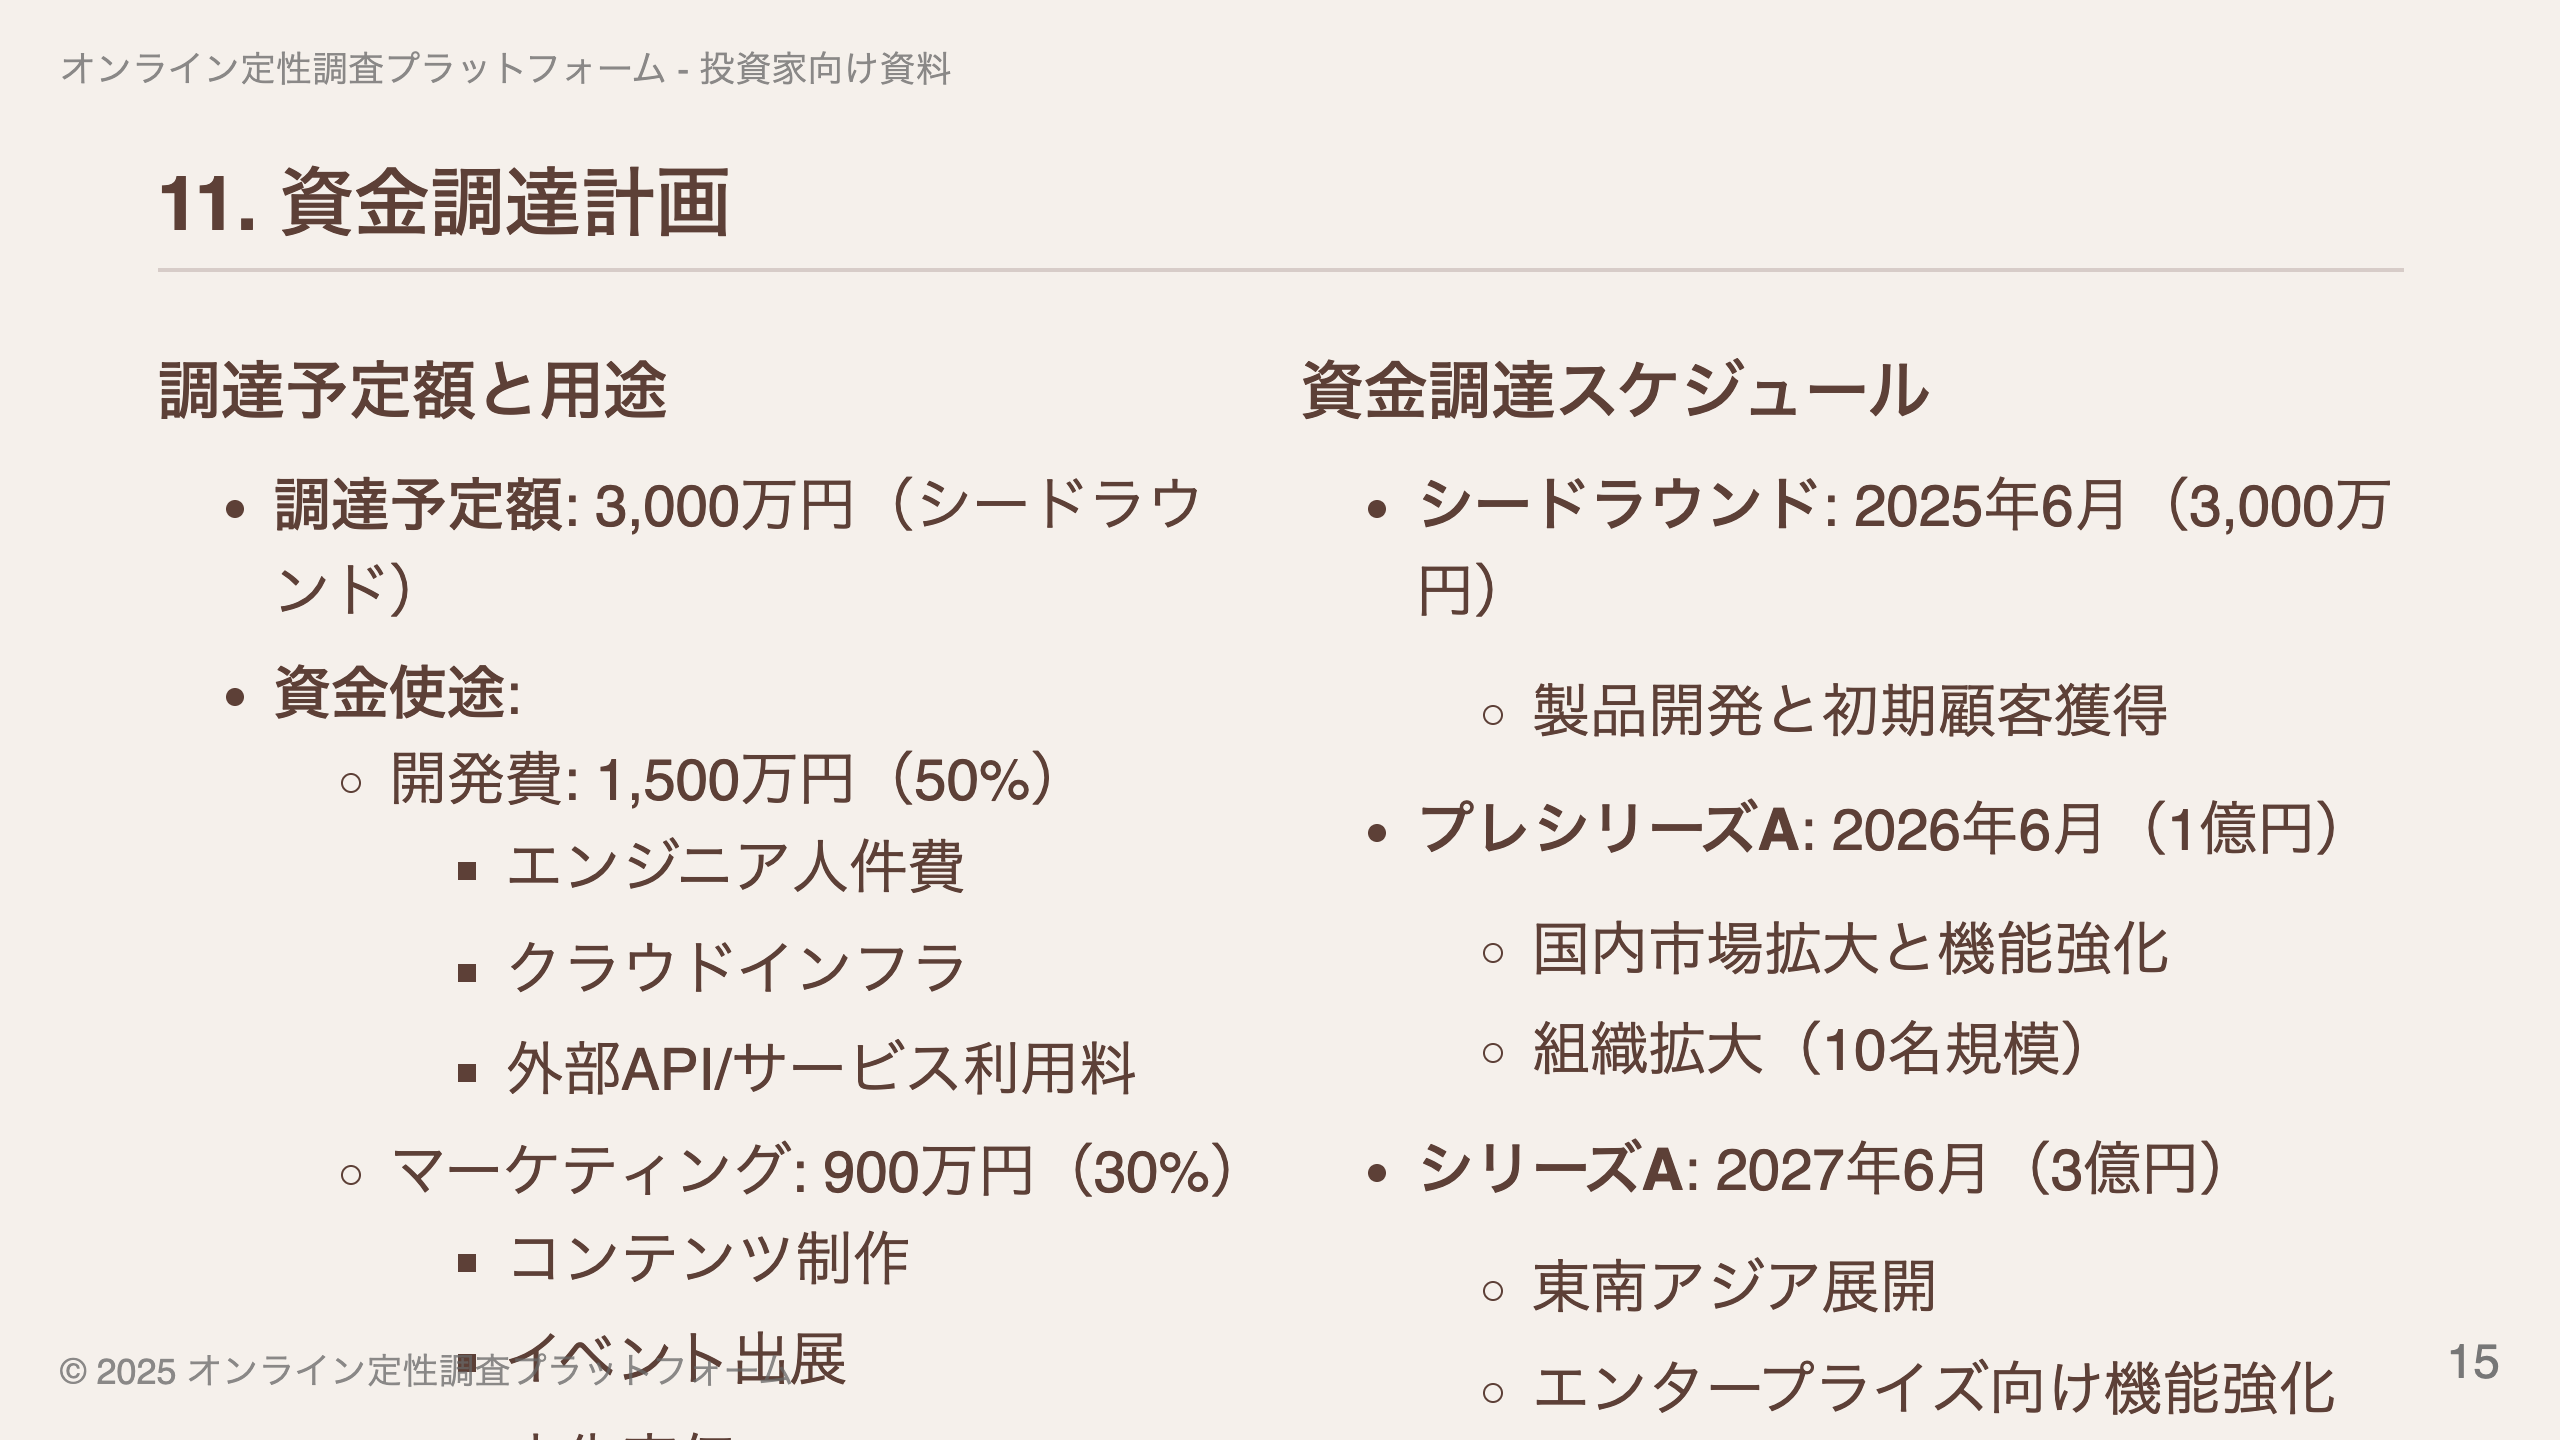 オンライン定性調査プラットフォーム - 投資家向け資料
11. 資金調達計画
調達予定額と用途
• 調達予定額: 3,000万円（シードラウ
ンド）
• 資金使途:
○ 開発費: 1,500万円（50%）
■ エンジニア人件費
■ クラウドインフラ
■ 外部API/サービス利用料
○ マーケティング: 900万円（30%）
■ コンテンツ制作
■ イベント出展
資金調達スケジュール
• シードラウンド: 2025年6月（3,000万
円）
○ 製品開発と初期顧客獲得
• プレシリーズA: 2026年6月（1億円）
○ 国内市場拡大と機能強化
○ 組織拡大（10名規模）
• シリーズA: 2027年6月（3億円）
○ 東南アジア展開
○ エンタープライズ向け機能強化
© 2025 オンライン定性調査プラットフォーム
15